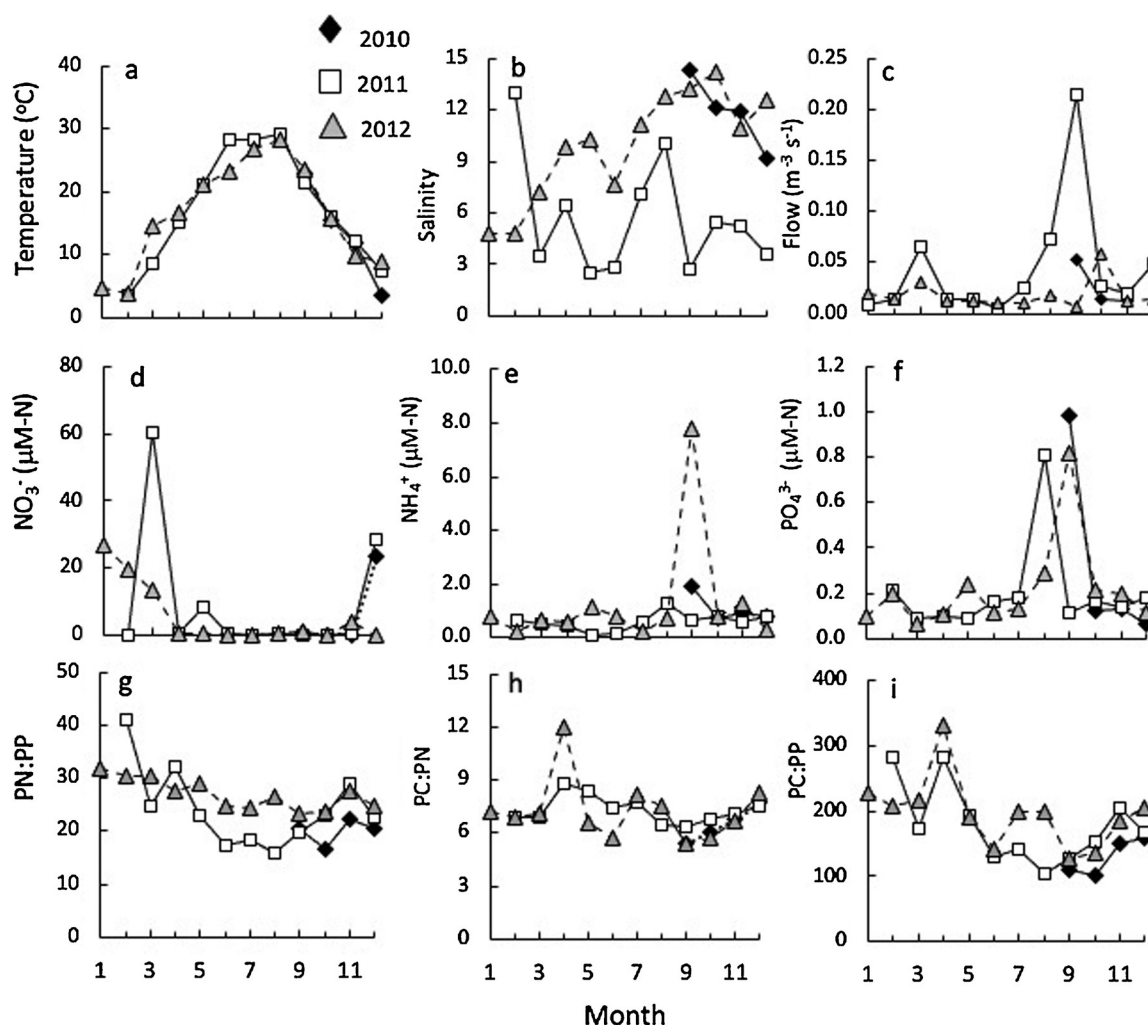 2010
2011
2012
a
Temperature (°C)
40
30
20
10
0
b
Salinity
15
12
9
6
3
0
c
Flow (m⁻³ s⁻¹)
0.25
0.20
0.15
0.10
0.05
0.00
d
NO₃⁻ (µM-N)
80
60
40
20
0
e
NH₄⁺ (µM-N)
10.0
8.0
6.0
4.0
2.0
0.0
f
PO₄³⁻ (µM-N)
1.2
1.0
0.8
0.6
0.4
0.2
0.0
g
PN:PP
50
40
30
20
10
0
1 3 5 7 9 11
h
PC:PN
15
12
9
6
3
0
1 3 5 7 9 11
i
PC:PP
400
300
200
100
0
1 3 5 7 9 11
Month